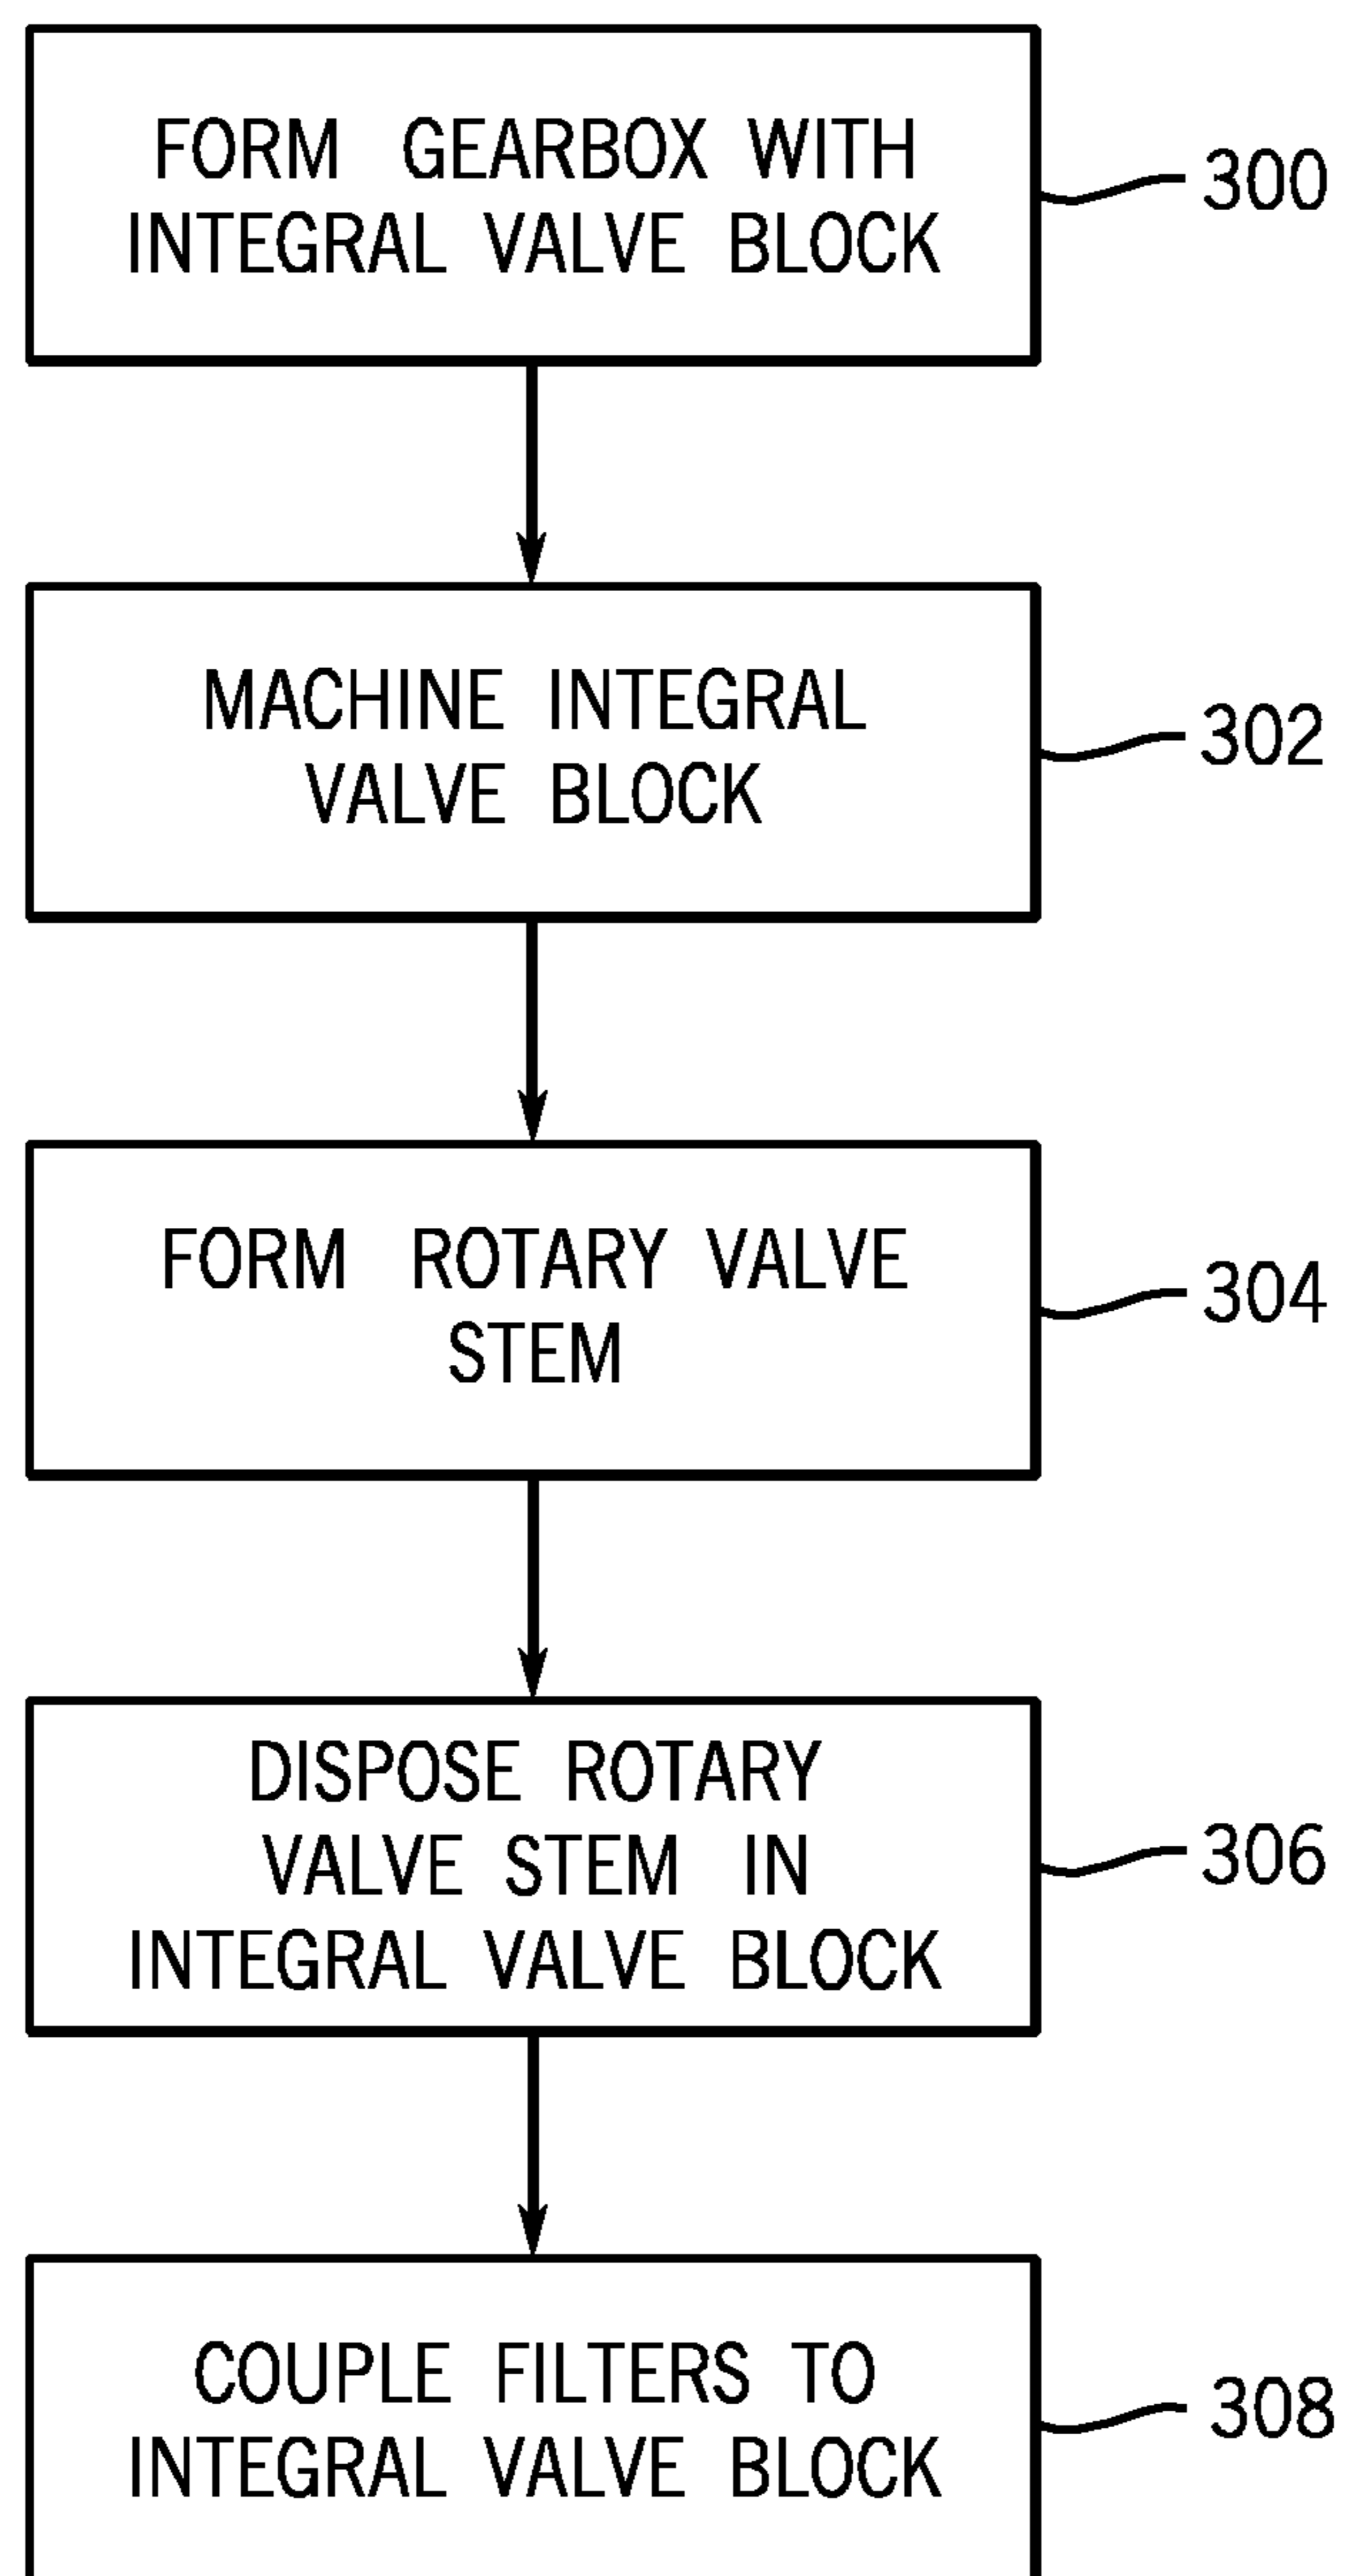 FORM GEARBOX WITH
INTEGRAL VALVE BLOCK
300
MACHINE INTEGRAL
VALVE BLOCK
302
FORM ROTARY VALVE
STEM
304
DISPOSE ROTARY
VALVE STEM IN
INTEGRAL VALVE BLOCK
306
COUPLE FILTERS TO
INTEGRAL VALVE BLOCK
308